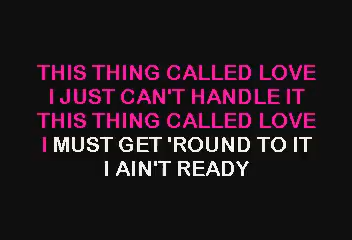 THIS THING CALLED LOVE
I JUST CAN'T HANDLE IT
THIS THING CALLED LOVE
I MUST GET 'ROUND TO IT
I AIN'T READY